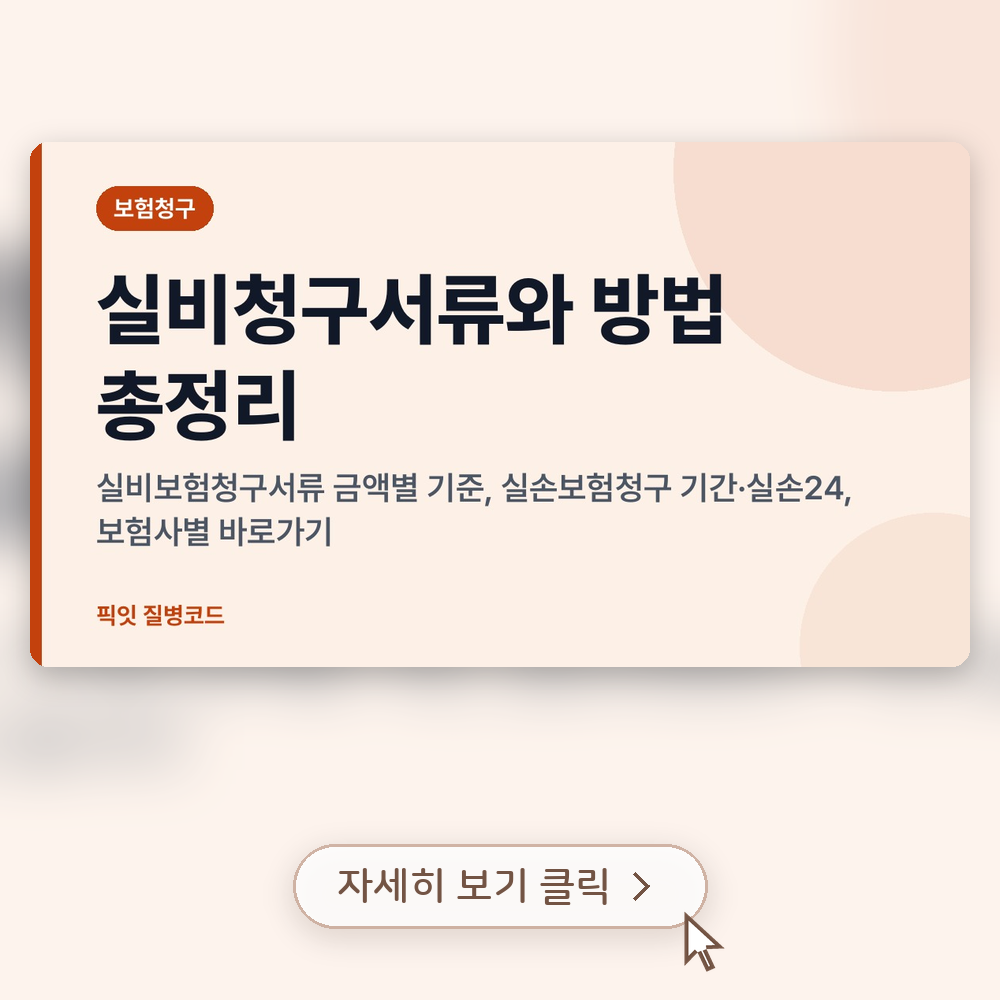 보험청구
실비청구서류와 방법
총정리
실비보험청구서류 금액별 기준, 실손보험청구 기간·실손24,
보험사별 바로가기
픽잇 질병코드
자세히 보기 클릭